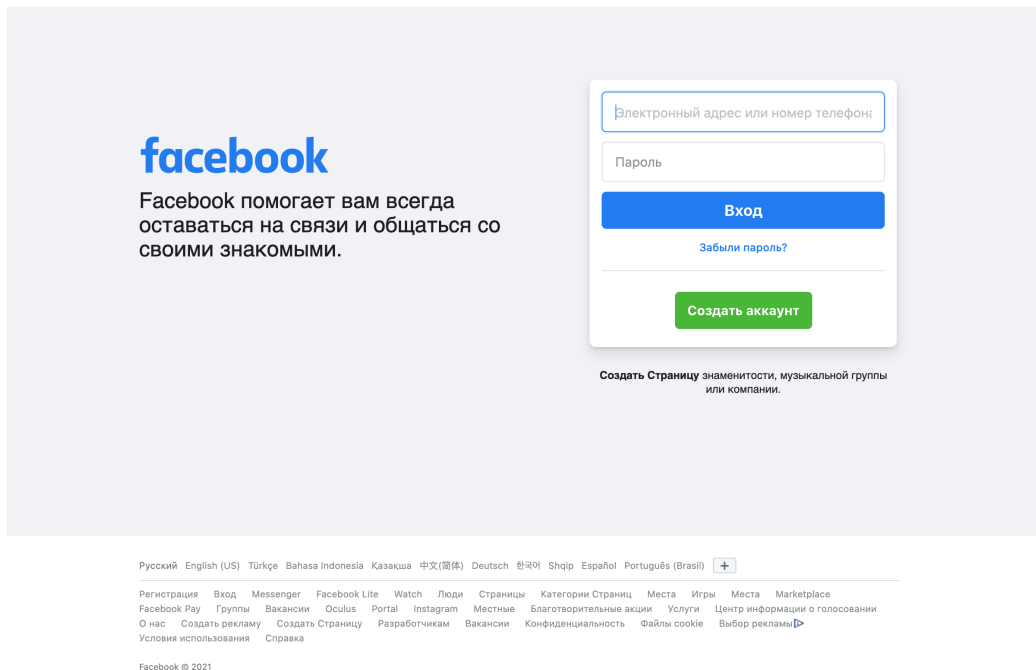 facebook
Facebook помогает вам всегда
оставаться на связи и общаться со
своими знакомыми.
Электронный адрес или номер телефона
Пароль
Вход
Забыли пароль?
Создать аккаунт
Создать Страницу знаменитости, музыкальной группы
или компании.
Русский English (US) Türkçe Bahasa Indonesia Қазақша 中文(简体) Deutsch 한국어 Shqip Español Português (Brasil) +
Регистрация Вход Messenger Facebook Lite Watch Люди Страницы Категории Страниц Места Игры Места Marketplace
Facebook Pay Группы Вакансии Oculus Portal Instagram Местные Благотворительные акции Услуги Центр информации о голосовании
О нас Создать рекламу Создать Страницу Разработчикам Вакансии Конфиденциальность Файлы cookie Выбор рекламы
Условия использования Справка
Facebook © 2021